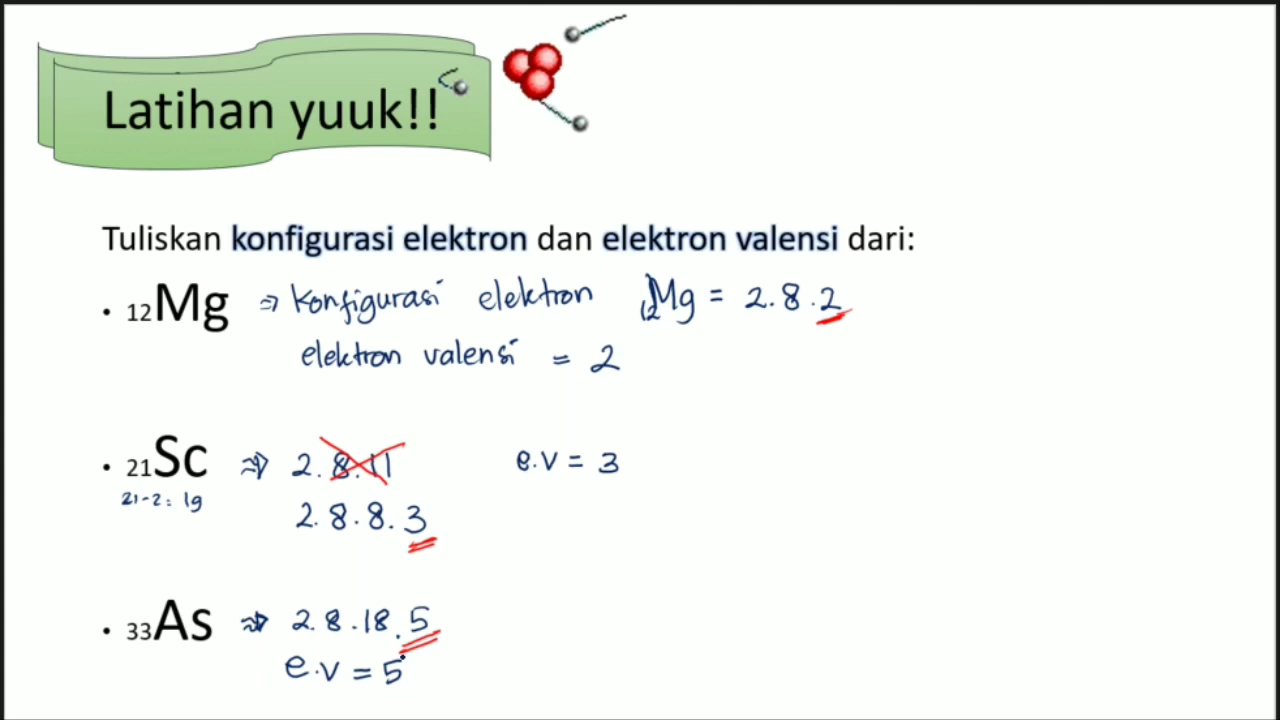 Latihan yuuk!!
Tuliskan konfigurasi elektron dan elektron valensi dari:
• ₁₂Mg ⇒ Konfigurasi elektron ₁₂Mg = 2.8.2
elektron valensi = 2
• ₂₁Sc ⇒ 2.8.11 e.v = 3
21-2 = 19
2.8.8.3
• ₃₃As ⇒ 2.8.18.5
e.v = 5